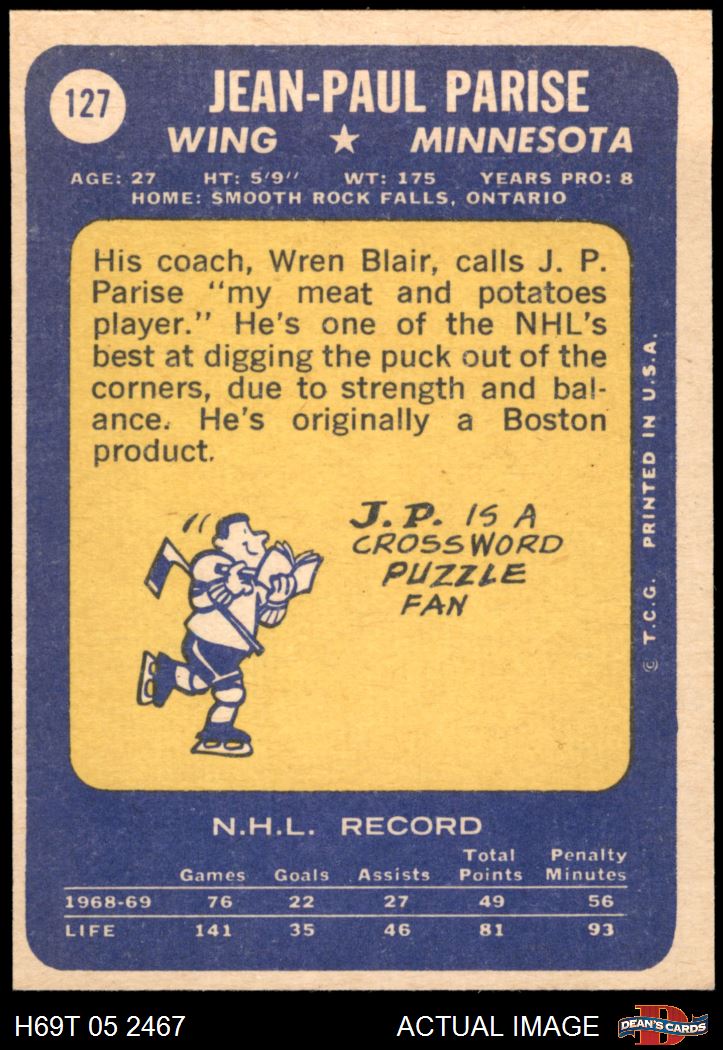 127
JEAN-PAUL PARISE
WING ★ MINNESOTA
AGE: 27 HT: 5'9" WT: 175 YEARS PRO: 8
HOME: SMOOTH ROCK FALLS, ONTARIO
His coach, Wren Blair, calls J. P.
Parise "my meat and potatoes
player." He's one of the NHL's
best at digging the puck out of the
corners, due to strength and bal-
ance. He's originally a Boston
product.
J.P. IS A
CROSSWORD
PUZZLE
FAN
© T.C.G. PRINTED IN U.S.A.
N.H.L. RECORD
Games Goals Assists Total Points Penalty Minutes
1968-69 76 22 27 49 56
LIFE 141 35 46 81 93
H69T 05 2467 ACTUAL IMAGE
DEAN'S CARDS